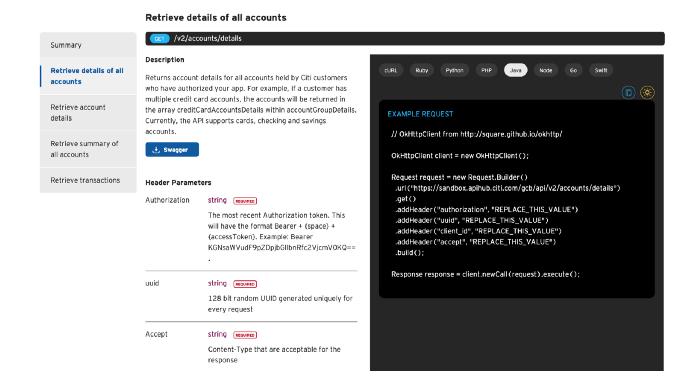 Retrieve details of all accounts
GET /v2/accounts/details
Summary
Retrieve details of all
accounts
Retrieve account
details
Retrieve summary of
all accounts
Retrieve transactions
Description
Returns account details for all accounts held by Citi customers
who have authorized your app. For example, if a customer has
multiple credit card accounts, the accounts will be returned in
the array creditCardAccountsDetails within accountGroupDetails.
Currently, the API supports cards, checking and savings
accounts.
Swagger
Header Parameters
Authorization string REQUIRED
The most recent Authorization token. This
will have the format Bearer + (space) +
(accessToken). Example: Bearer
KGNsaWVudF9pZDpjbGllbnRfc2VjcmV0KQ==
.
uuid string REQUIRED
128 bit random UUID generated uniquely for
every request
Accept string REQUIRED
Content-Type that are acceptable for the
response
cURL Ruby Python PHP Java Node Go Swift
EXAMPLE REQUEST
// OkHttpClient from http://square.github.io/okhttp/
OkHttpClient client = new OkHttpClient();
Request request = new Request.Builder()
.url("https://sandbox.apihub.citi.com/gcb/api/v2/accounts/details")
.get()
.addHeader("authorization", "REPLACE_THIS_VALUE")
.addHeader("uuid", "REPLACE_THIS_VALUE")
.addHeader("client_id", "REPLACE_THIS_VALUE")
.addHeader("accept", "REPLACE_THIS_VALUE")
.build();
Response response = client.newCall(request).execute();